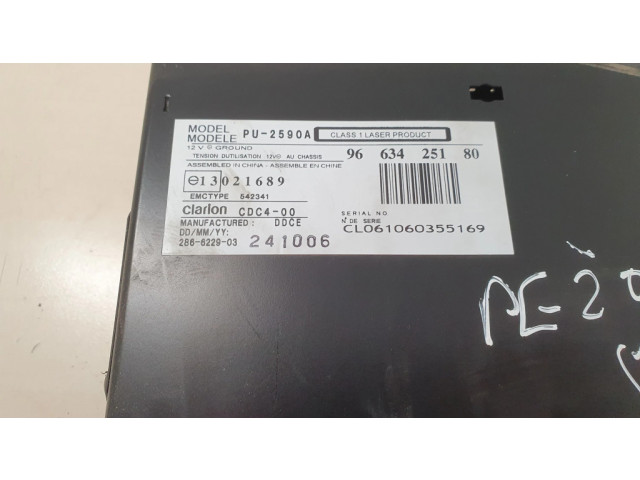 MODEL
MODELE PU-2590A CLASS 1 LASER PRODUCT
12 V ⊖ GROUND
TENSION DUTILISATION 12V⊖ AU CHASSIS 96 634 251 80
ASSEMBLED IN CHINA - ASSEMBLE EN CHINE
⊖13021689
EMCTYPE 542341
clarion CDC4-00
MANUFACTURED: DDCE
DD/MM/YY:
286-6229-03 241006
SERIAL NO
N° DE SERIE
CL061060355169
PE-20